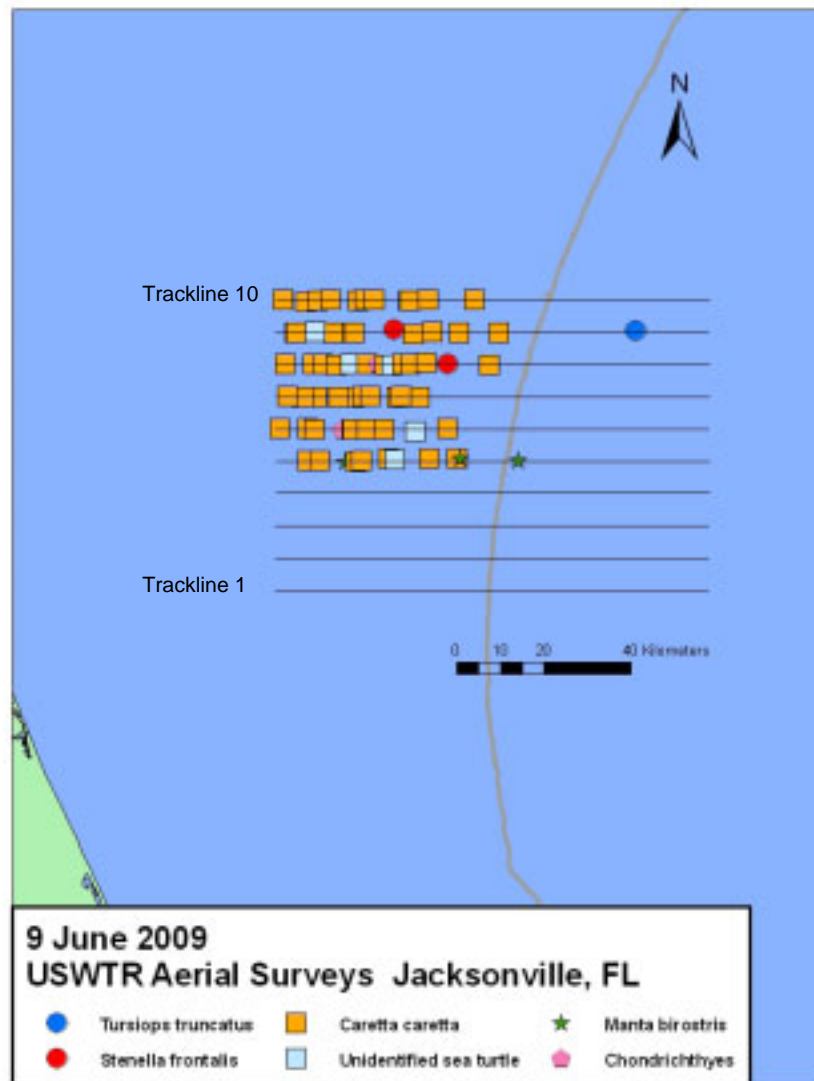 N
Trackline 10
Trackline 1
0 10 20 40 Kilometers
9 June 2009
USWTR Aerial Surveys Jacksonville, FL
Tursiops truncatus
Caretta caretta
Manta birostris
Stenella frontalis
Unidentified sea turtle
Chondrichthyes